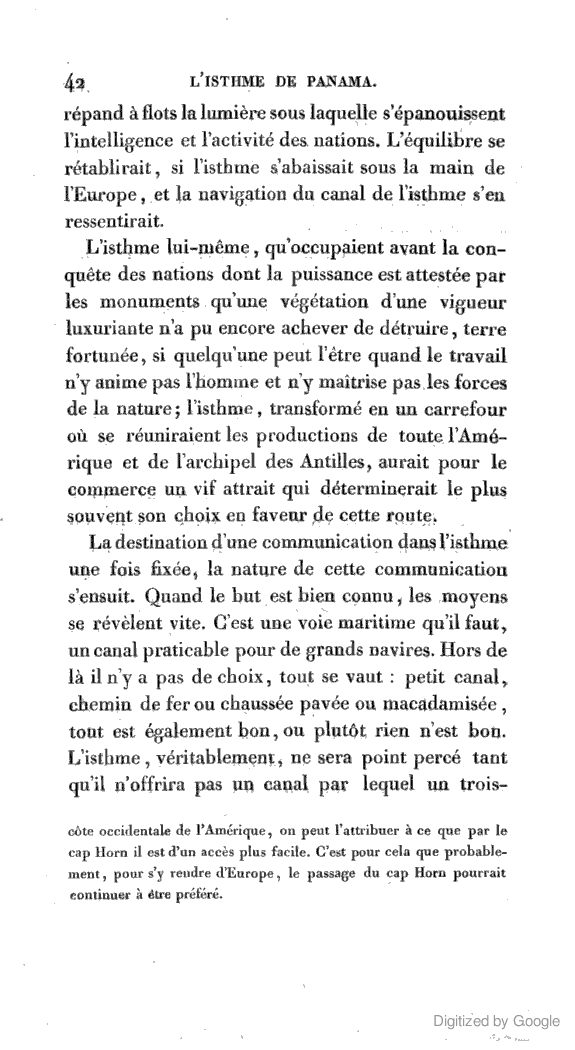 42 L'ISTHME DE PANAMA.
répand à flots la lumière sous laquelle s'épanouissent
l'intelligence et l'activité des nations. L'équilibre se
rétablirait, si l'isthme s'abaissait sous la main de
l'Europe, et la navigation du canal de l'isthme s'en
ressentirait.
L'isthme lui-même, qu'occupaient avant la con-
quête des nations dont la puissance est attestée par
les monuments qu'une végétation d'une vigueur
luxuriante n'a pu encore achever de détruire, terre
fortunée, si quelqu'une peut l'être quand le travail
n'y anime pas l'homme et n'y maîtrise pas les forces
de la nature; l'isthme, transformé en un carrefour
où se réuniraient les productions de toute l'Amé-
rique et de l'archipel des Antilles, aurait pour le
commerce un vif attrait qui déterminerait le plus
souvent son choix en faveur de cette route.
La destination d'une communication dans l'isthme
une fois fixée, la nature de cette communication
s'ensuit. Quand le but est bien connu, les moyens
se révèlent vite. C'est une voie maritime qu'il faut,
un canal praticable pour de grands navires. Hors de
là il n'y a pas de choix, tout se vaut : petit canal,
chemin de fer ou chaussée pavée ou macadamisée,
tout est également bon, ou plutôt rien n'est bon.
L'isthme, véritablement, ne sera point percé tant
qu'il n'offrira pas un canal par lequel un trois-
côte occidentale de l'Amérique, on peut l'attribuer à ce que par le
cap Horn il est d'un accès plus facile. C'est pour cela que probable-
ment, pour s'y rendre d'Europe, le passage du cap Horn pourrait
continuer à être préféré.
Digitized by Google